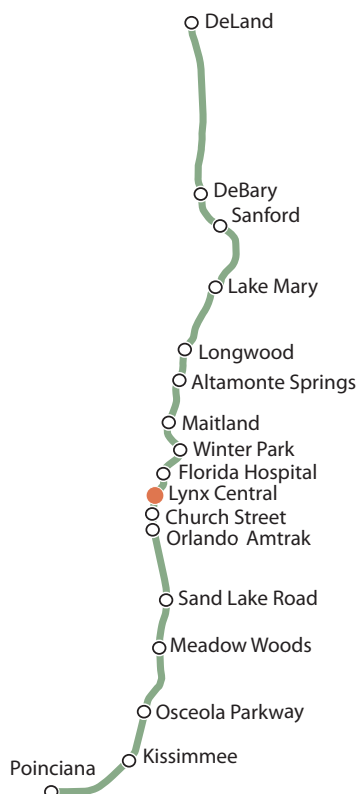 DeLand
DeBary
Sanford
Lake Mary
Longwood
Altamonte Springs
Maitland
Winter Park
Florida Hospital
Lynx Central
Church Street
Orlando Amtrak
Sand Lake Road
Meadow Woods
Osceola Parkway
Kissimmee
Poinciana